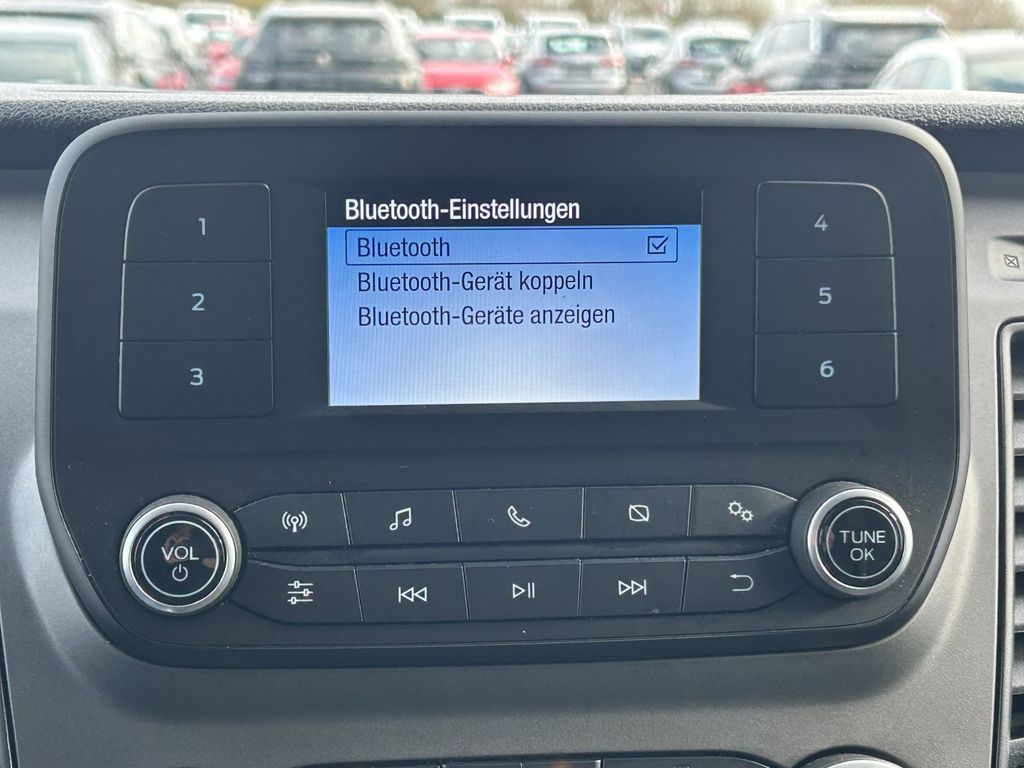 Bluetooth-Einstellungen
Bluetooth
Bluetooth-Gerät koppeln
Bluetooth-Geräte anzeigen
1
2
3
4
5
6
VOL
TUNE
OK